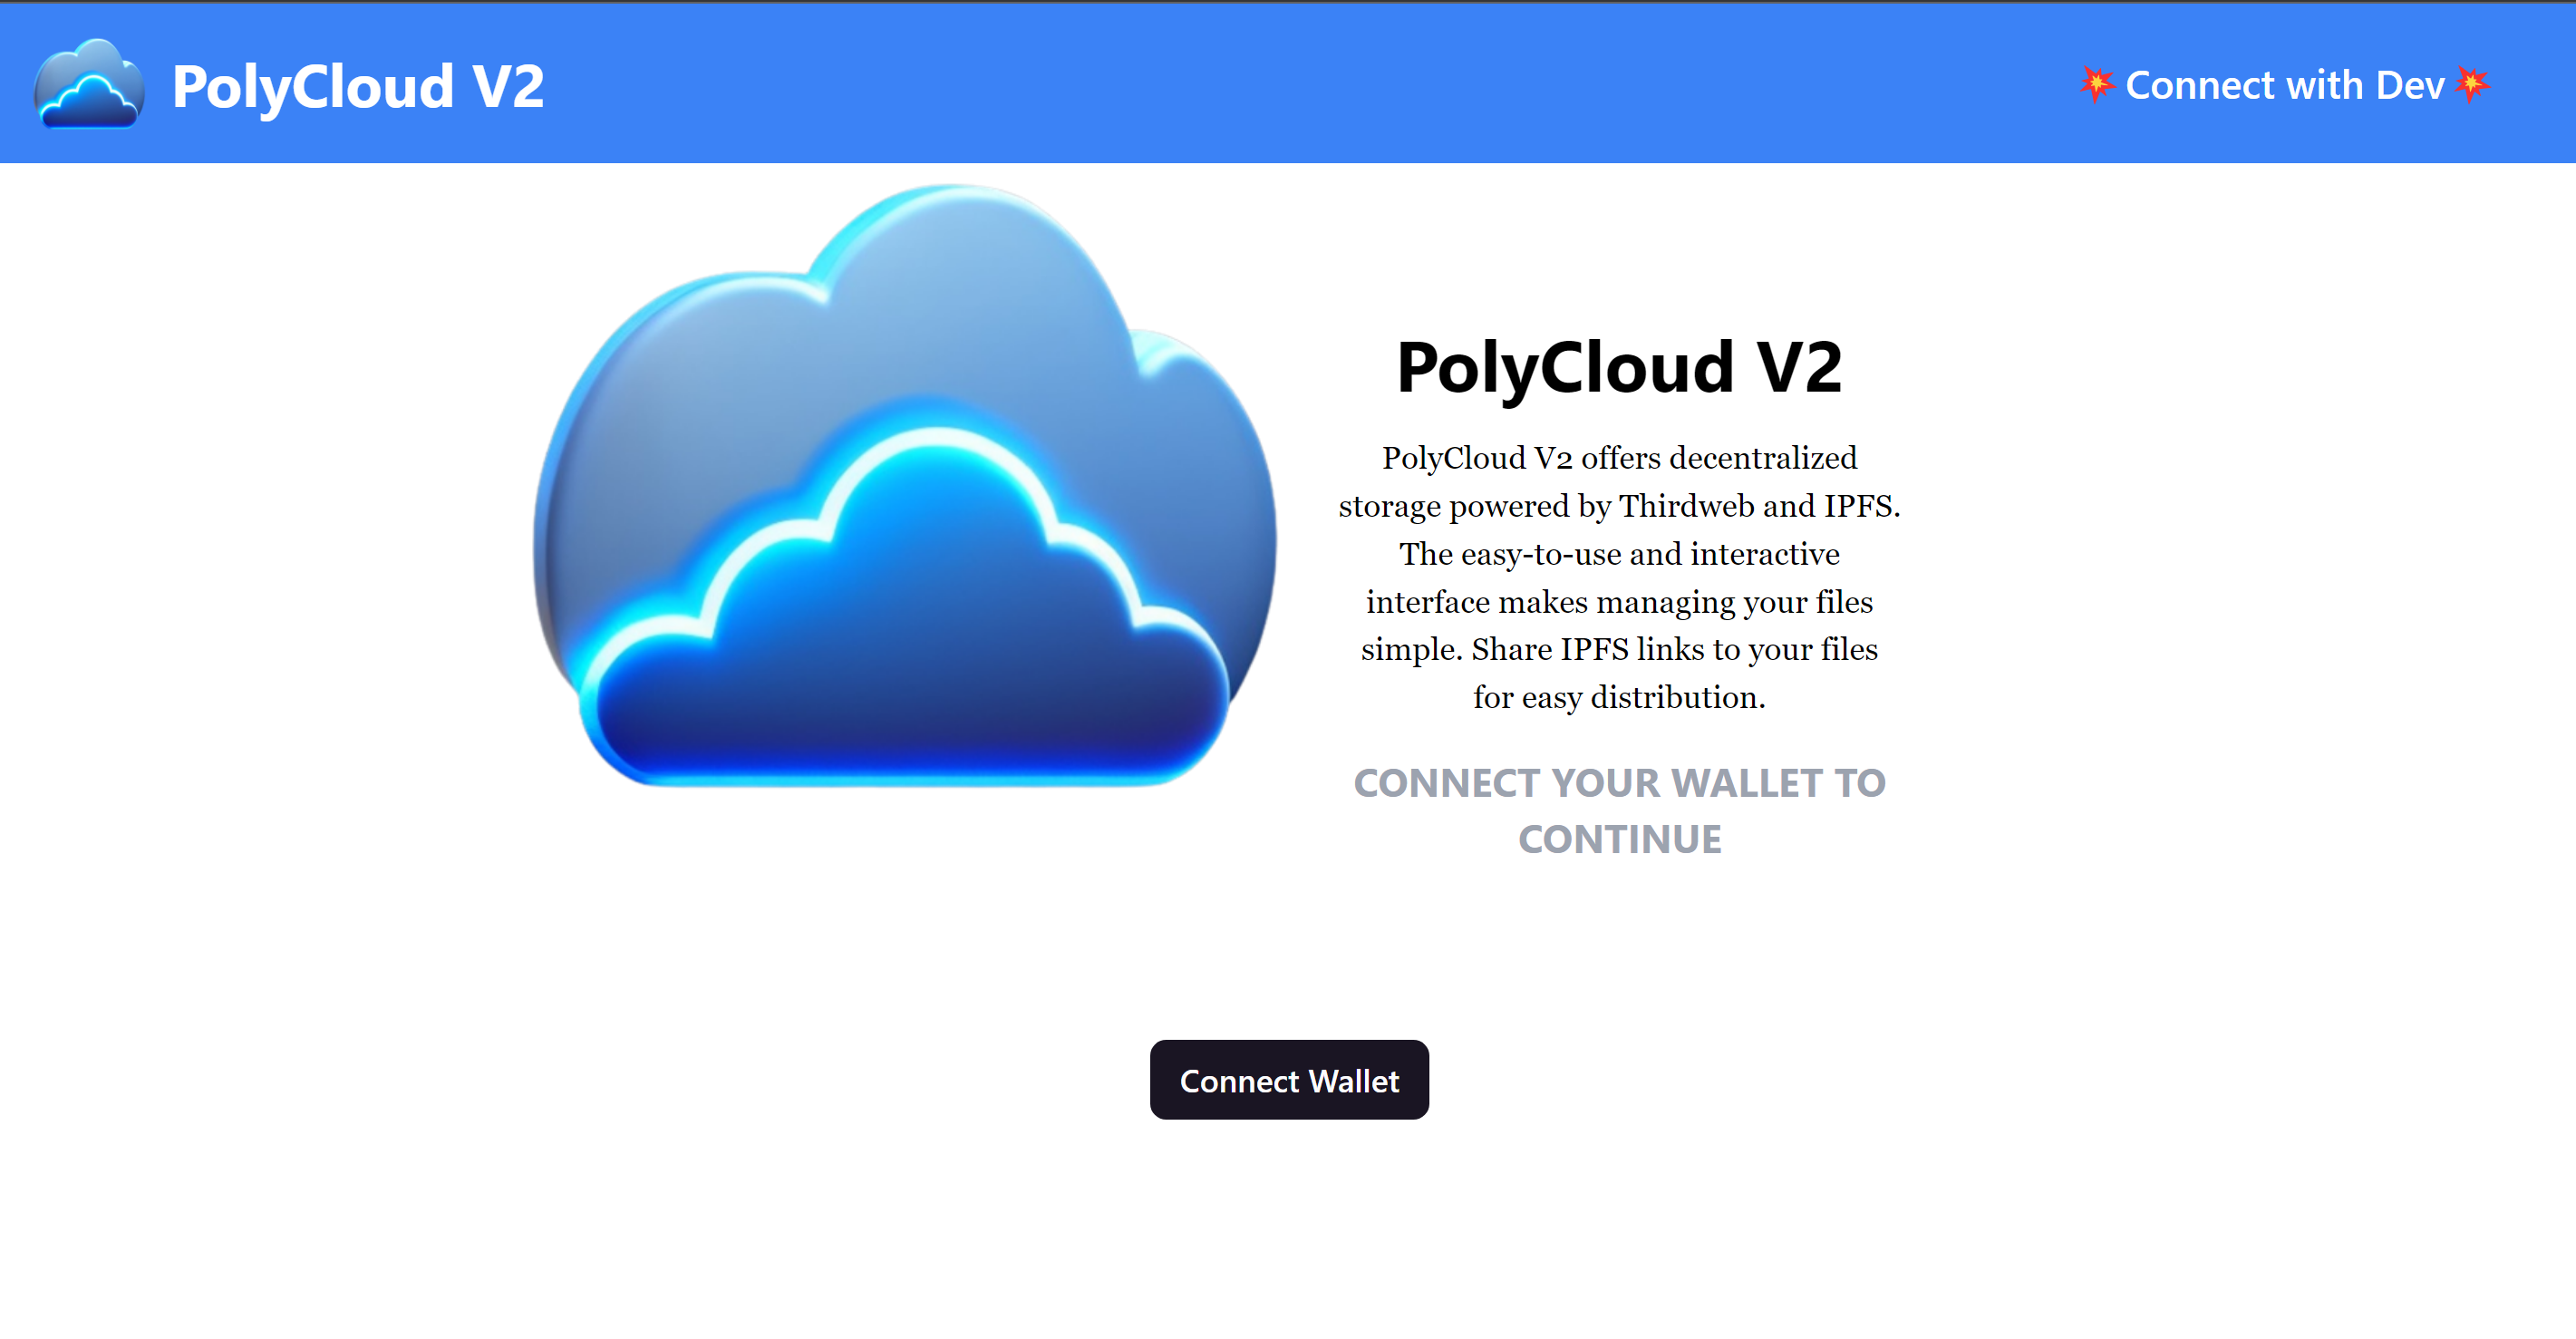 PolyCloud V2
💥 Connect with Dev 💥
PolyCloud V2
PolyCloud V2 offers decentralized
storage powered by Thirdweb and IPFS.
The easy-to-use and interactive
interface makes managing your files
simple. Share IPFS links to your files
for easy distribution.
CONNECT YOUR WALLET TO
CONTINUE
Connect Wallet